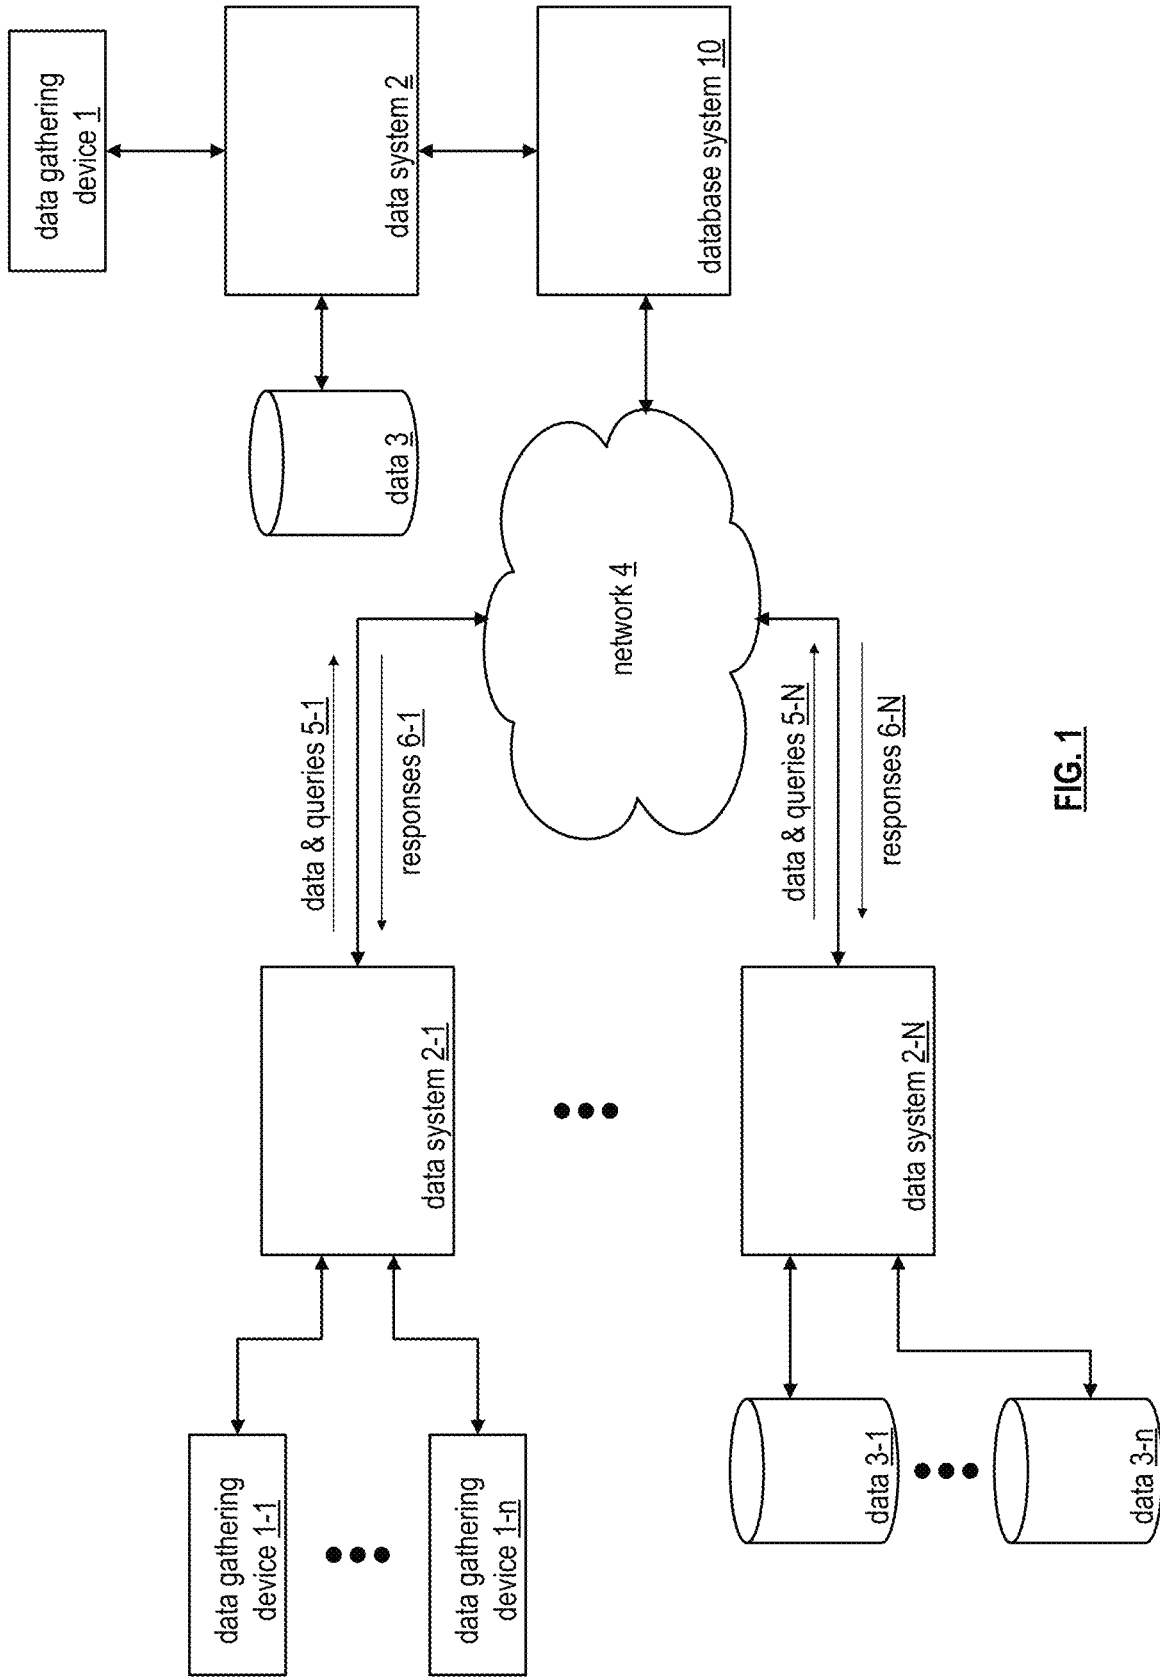 data gathering
device 1-1
data gathering
device 1-n
data system 2-1
data & queries 5-1
responses 6-1
data 3
data gathering
device 1
data system 2
database system 10
network 4
data 3-1
data 3-n
data system 2-N
data & queries 5-N
responses 6-N
FIG. 1